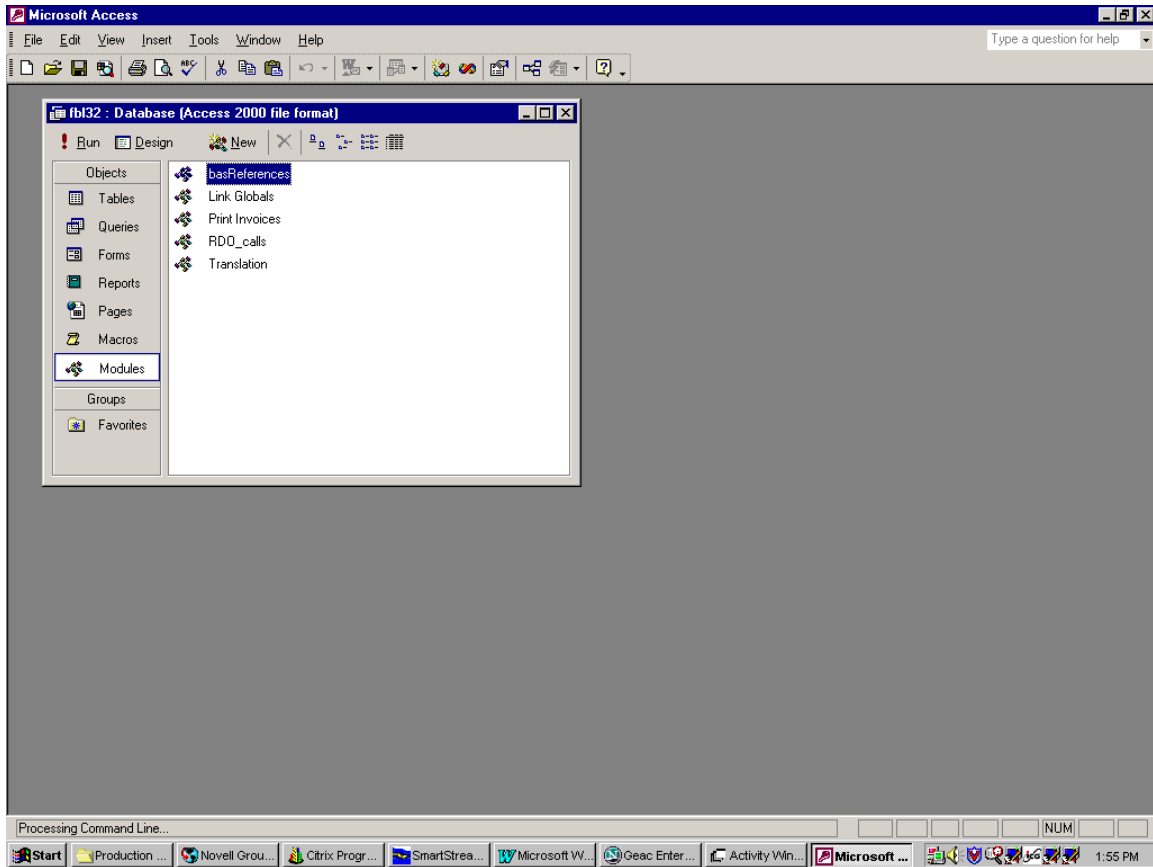 Microsoft Access
File Edit View Insert Tools Window Help Type a question for help
ABC
fbl32 : Database (Access 2000 file format)
! Run Design New
Objects
Tables
Queries
Forms
Reports
Pages
Macros
Modules
Groups
Favorites
basReferences
Link Globals
Print Invoices
RDO_calls
Translation
Processing Command Line... NUM
Start Production ... Novell Grou... Citrix Progr... SmartStrea... Microsoft W... Geac Enter... Activity Win... Microsoft ... 1:55 PM